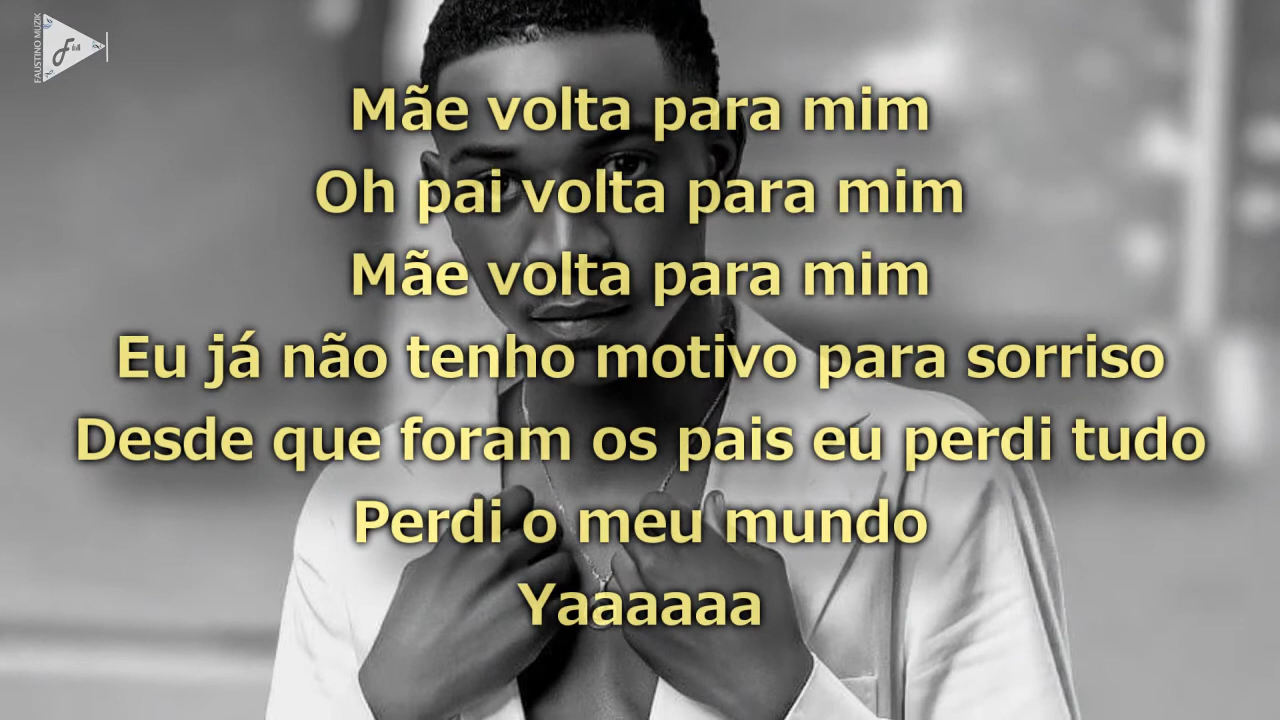 FAUSTINO MUZIK
Mãe volta para mim
Oh pai volta para mim
Mãe volta para mim
Eu já não tenho motivo para sorriso
Desde que foram os pais eu perdi tudo
Perdi o meu mundo
Yaaaaaa